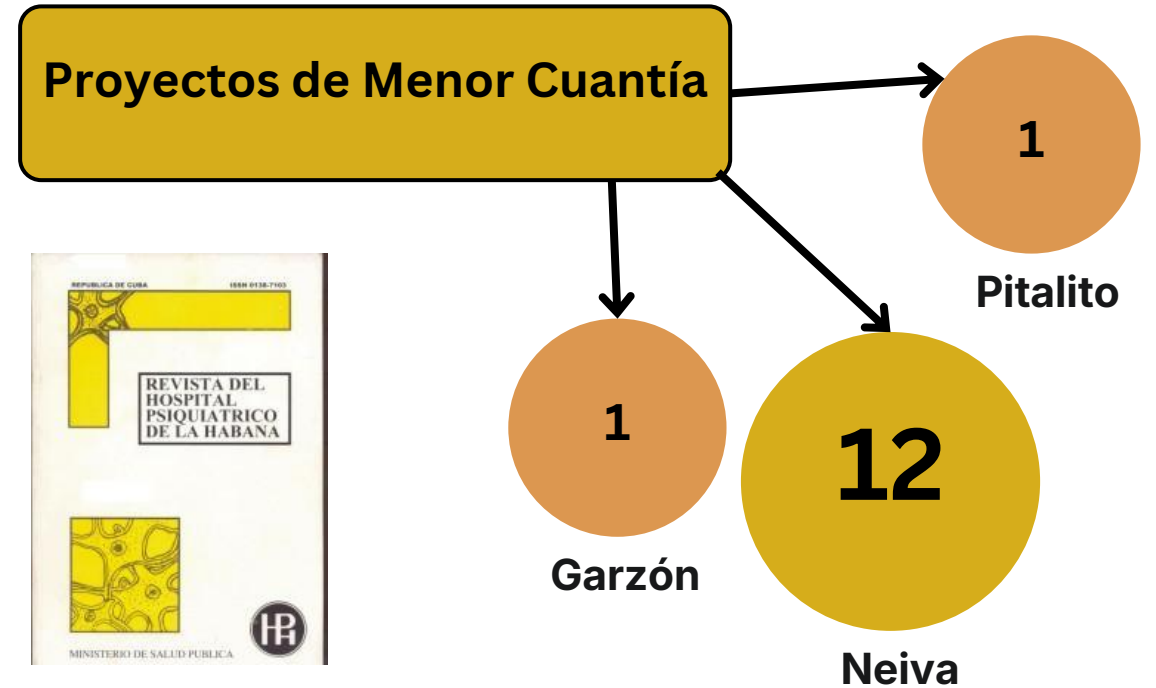 Proyectos de Menor Cuantía
1
Pitalito
1
Garzón
12
Neiva
REPUBLICA DE CUBA ISSN 0138-7103
REVISTA DEL
HOSPITAL
PSIQUIATRICO
DE LA HABANA
HPH
MINISTERIO DE SALUD PUBLICA